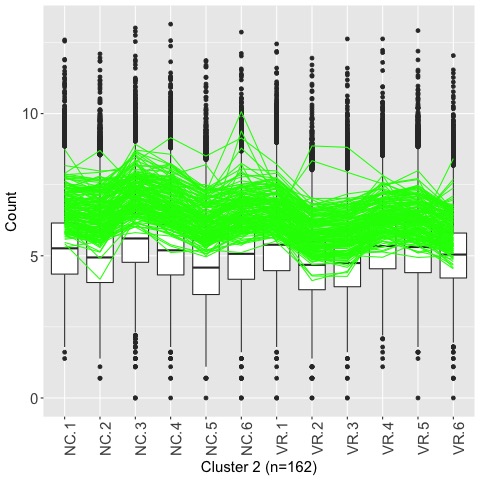 Count
10
5
0
NC.1
NC.2
NC.3
NC.4
NC.5
NC.6
VR.1
VR.2
VR.3
VR.4
VR.5
VR.6
Cluster 2 (n=162)